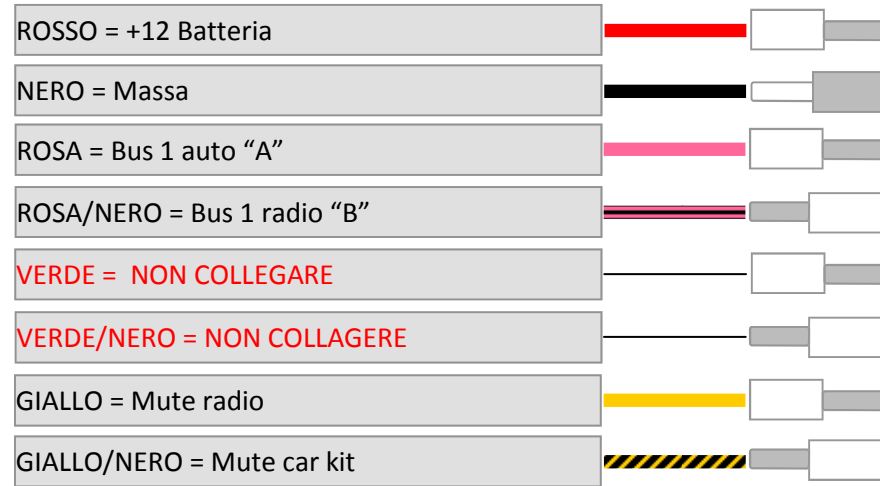 ROSSO = +12 Batteria
NERO = Massa
ROSA = Bus 1 auto “A”
ROSA/NERO = Bus 1 radio “B”
VERDE =  NON COLLEGARE
VERDE/NERO = NON COLLAGERE
GIALLO = Mute radio
GIALLO/NERO = Mute car kit